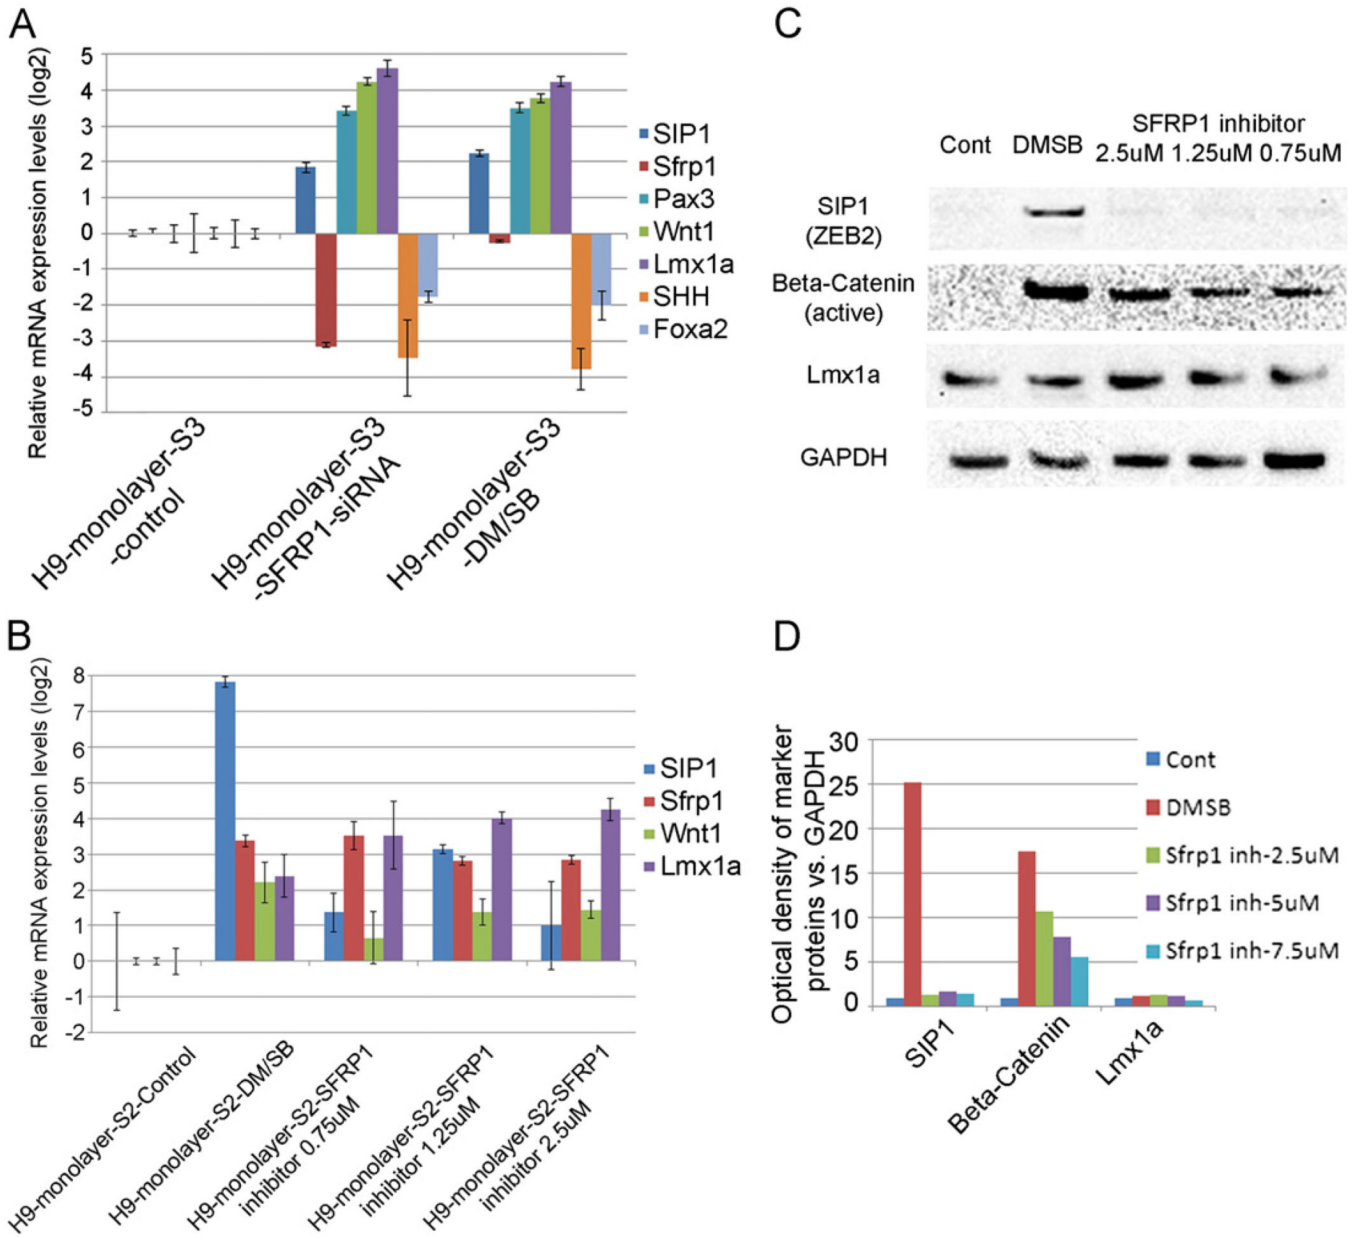 A
Relative mRNA expression levels (log2)
5
4
3
2
1
0
-1
-2
-3
-4
-5
H9-monolayer-S3
-control
H9-monolayer-S3
-SFRP1-siRNA
H9-monolayer-S3
-DM/SB
SIP1
Sfrp1
Pax3
Wnt1
Lmx1a
SHH
Foxa2
B
Relative mRNA expression levels (log2)
8
7
6
5
4
3
2
1
0
-1
-2
H9-monolayer-S2-Control
H9-monolayer-S2-DM/SB
H9-monolayer-S2-SFRP1
inhibitor 0.75uM
H9-monolayer-S2-SFRP1
inhibitor 1.25uM
H9-monolayer-S2-SFRP1
inhibitor 2.5uM
SIP1
Sfrp1
Wnt1
Lmx1a
C
SFRP1 inhibitor
Cont DMSB 2.5uM 1.25uM 0.75uM
SIP1
(ZEB2)
Beta-Catenin
(active)
Lmx1a
GAPDH
D
Optical density of marker
proteins vs. GAPDH
30
25
20
15
10
5
0
SIP1
Beta-Catenin
Lmx1a
Cont
DMSB
Sfrp1 inh-2.5uM
Sfrp1 inh-5uM
Sfrp1 inh-7.5uM